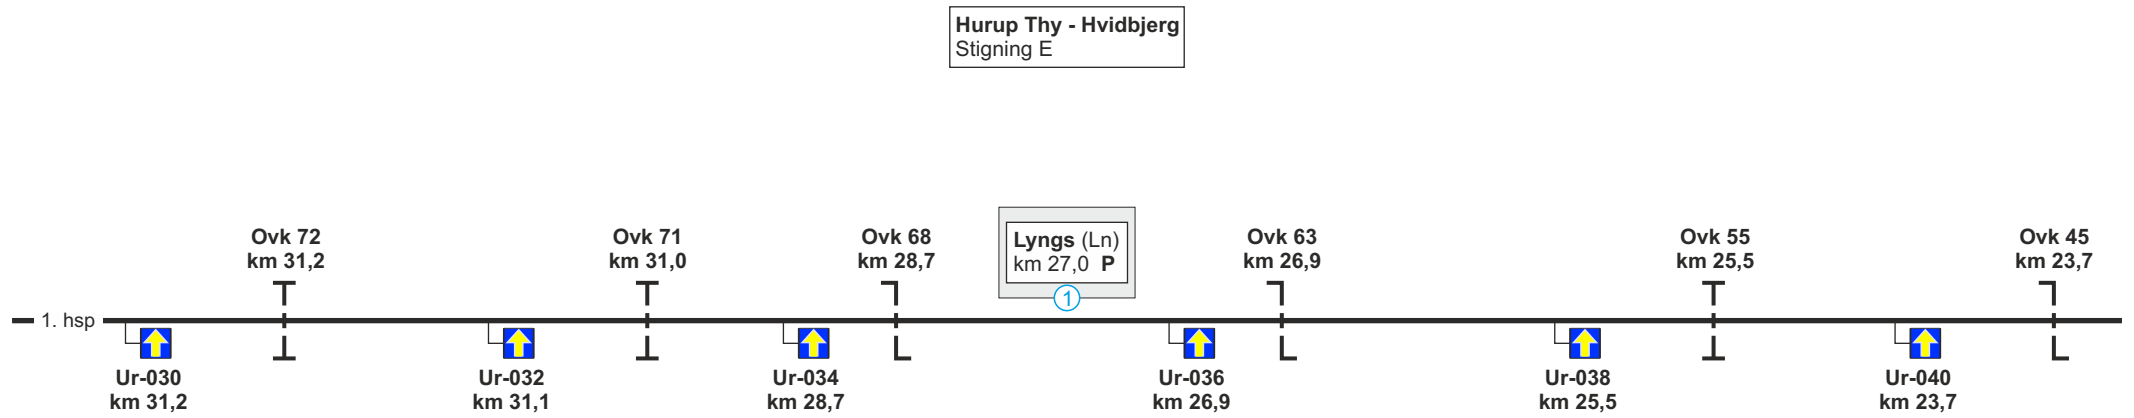 Hurup Thy - Hvidbjerg
Stigning E
Ovk 72
km 31,2
Ovk 71
km 31,0
Ovk 68
km 28,7
Lyngs (Ln)
km 27,0 P
1
Ovk 63
km 26,9
Ovk 55
km 25,5
Ovk 45
km 23,7
1. hsp
Ur-030
km 31,2
Ur-032
km 31,1
Ur-034
km 28,7
Ur-036
km 26,9
Ur-038
km 25,5
Ur-040
km 23,7